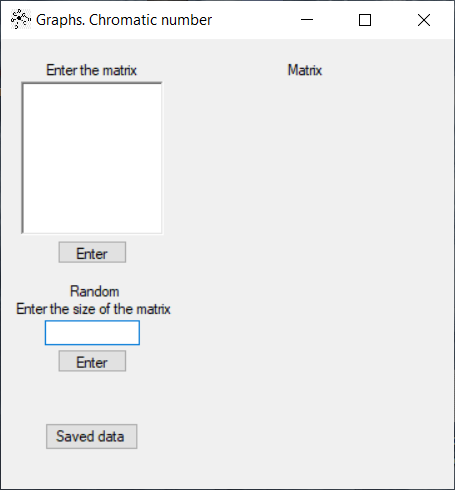 Graphs. Chromatic number
Enter the matrix
Matrix
Enter
Random
Enter the size of the matrix
Enter
Saved data